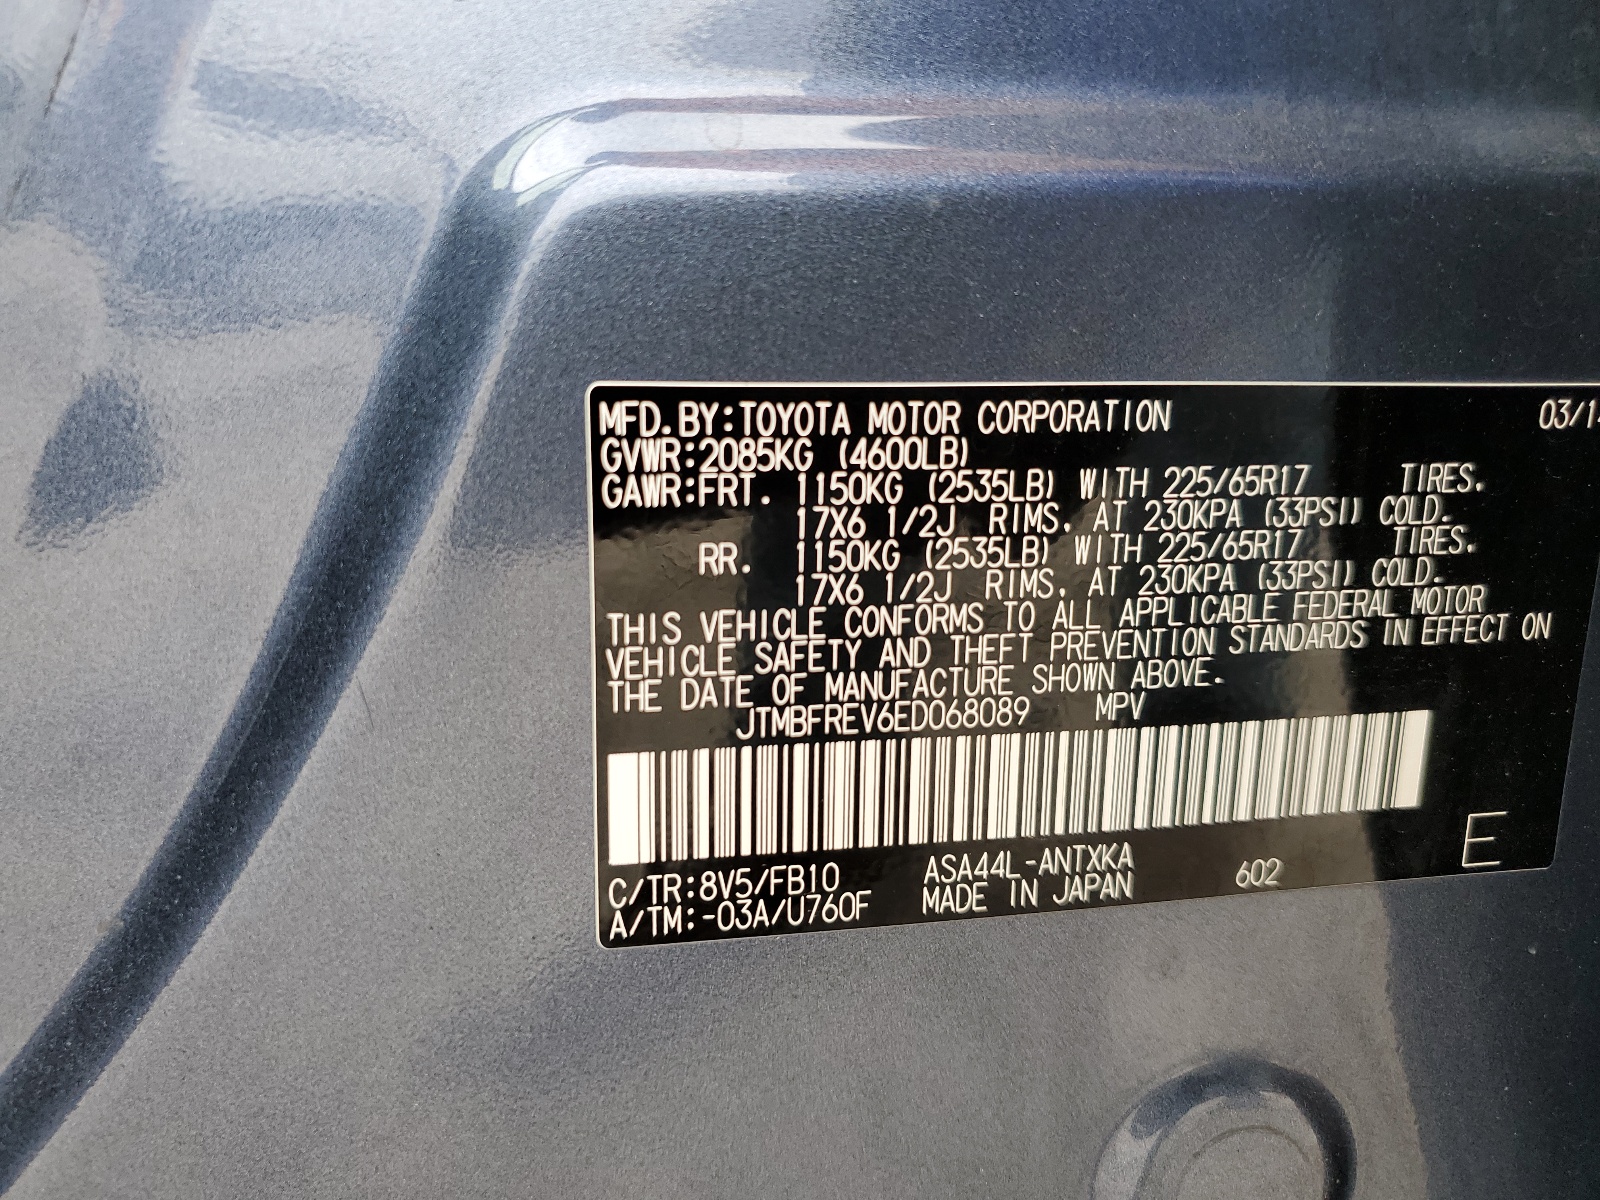 MFD.BY:TOYOTA MOTOR CORPORATION 03/14
GVWR:2085KG (4600LB)
GAWR:FRT. 1150KG (2535LB) WITH 225/65R17 TIRES.
17X6 1/2J RIMS, AT 230KPA (33PSI) COLD.
RR. 1150KG (2535LB) WITH 225/65R17 TIRES.
17X6 1/2J RIMS, AT 230KPA (33PSI) COLD.
THIS VEHICLE CONFORMS TO ALL APPLICABLE FEDERAL MOTOR
VEHICLE SAFETY AND THEFT PREVENTION STANDARDS IN EFFECT ON
THE DATE OF MANUFACTURE SHOWN ABOVE.
JTMBFREV6ED068089 MPV
E
C/TR:8V5/FB10 ASA44L-ANTXKA 602
A/TM:-03A/U760F MADE IN JAPAN